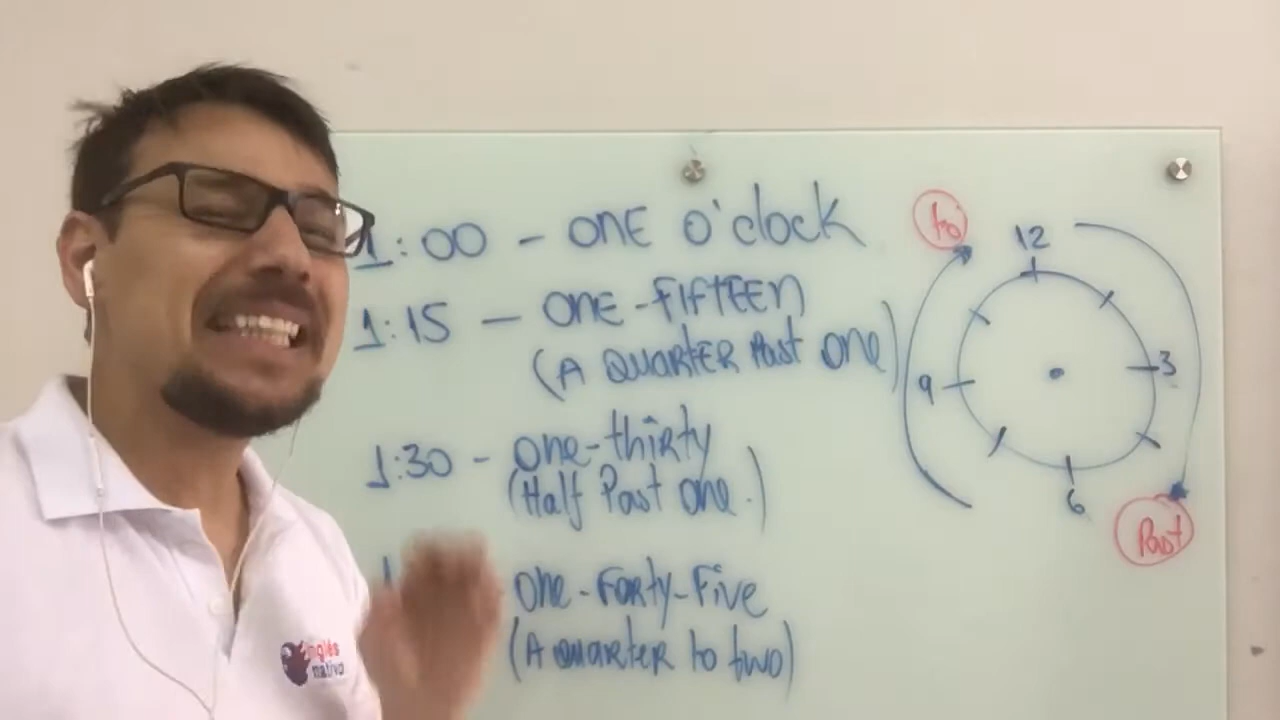 1:00 - ONE O'clock
1:15 - ONE-FIFTEEN
(A QUARTER Past ONE)
1:30 - one-thirty
(Half Past one.)
1
One-Forty-Five
(A QUARTER to two)
to
12
3
6
9
Past
inglés
nativo